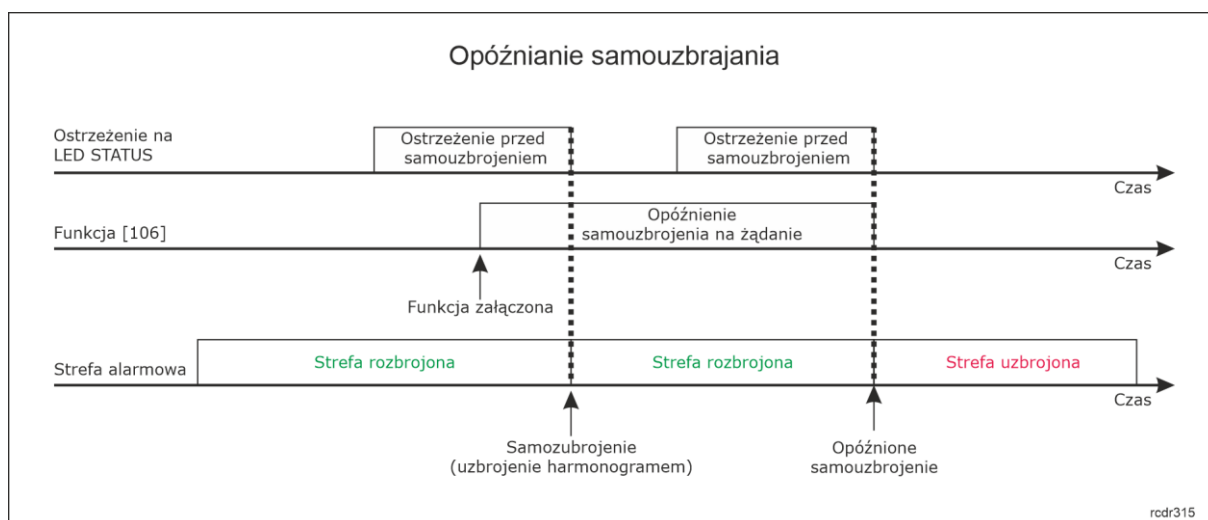 Opóźnianie samouzbrajania
Ostrzeżenie na
LED STATUS
Ostrzeżenie przed
samouzbrojeniem
Ostrzeżenie przed
samouzbrojeniem
Czas
Funkcja [106]
Opóźnienie
samouzbrojenia na żądanie
Czas
Funkcja załączona
Strefa alarmowa
Strefa rozbrojona
Strefa rozbrojona
Strefa uzbrojona
Czas
Samozubrojenie
(uzbrojenie harmonogramem)
Opóźnione
samouzbrojenie
rcdr315